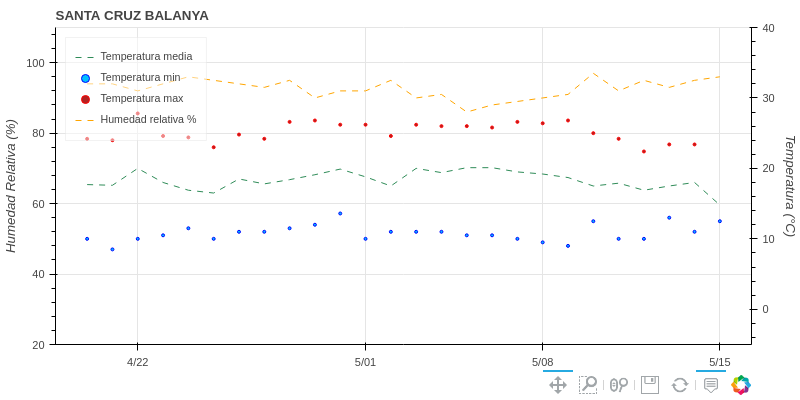 SANTA CRUZ BALANYA
Temperatura media
Temperatura min
Temperatura max
Humedad relativa %
Humedad Relativa (%)
100
80
60
40
20
40
30
20
10
0
Temperatura (°C)
4/22
5/01
5/08
5/15